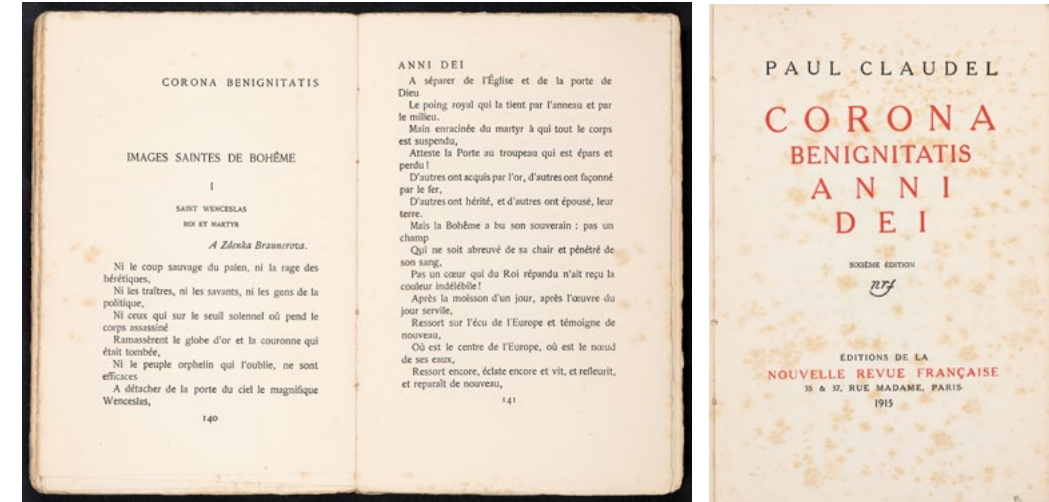 CORONA BENIGNITATIS
IMAGES SAINTES DE BOHÊME
I
SAINT WENCESLAS
ROI ET MARTYR
A Zdenka Braunerova.
Ni le coup sauvage du païen, ni la rage des
hérétiques,
Ni les traîtres, ni les savants, ni les gens de la
politique,
Ni ceux qui sur le seuil solennel où pend le
corps assassiné
Ramassèrent le globe d'or et la couronne qui
était tombée,
Ni le peuple orphelin qui l'oublie, ne sont
efficaces
A détacher de la porte du ciel le magnifique
Wenceslas,
140
ANNI DEI
A séparer de l'Église et de la porte de
Dieu
Le poing royal qui la tient par l'anneau et par
le milieu.
Main enracinée du martyr à qui tout le corps
est suspendu,
Atteste la Porte au troupeau qui est épars et
perdu !
D'autres ont acquis par l'or, d'autres ont façonné
par le fer,
D'autres ont hérité, et d'autres ont épousé, leur
terre.
Mais la Bohême a bu son souverain ; pas un
champ
Qui ne soit abreuvé de sa chair et pénétré de
son sang,
Pas un cœur qui du Roi répandu n'ait reçu la
couleur indélébile !
Après la moisson d'un jour, après l'œuvre du
jour servile,
Ressort sur l'écu de l'Europe et témoigne de
nouveau,
Où est le centre de l'Europe, où est le nœud
de ses eaux,
Ressort encore, éclate encore et vit, et refleurit,
et reparaît de nouveau,
141
PAUL CLAUDEL
CORONA
BENIGNITATIS
ANNI
DEI
SIXIÈME ÉDITION
nrf
ÉDITIONS DE LA
NOUVELLE REVUE FRANÇAISE
35 & 37, RUE MADAME, PARIS
1915